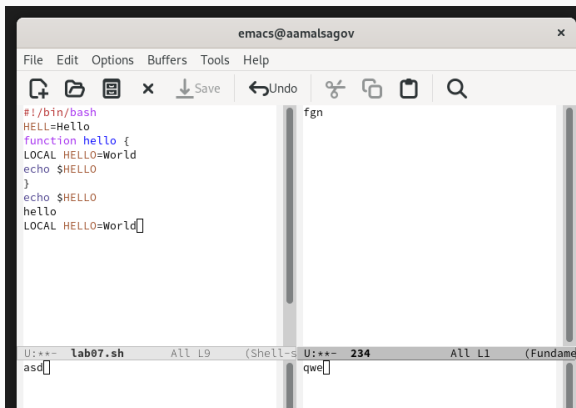 emacs@aamalsagov ×
File Edit Options Buffers Tools Help
Save Undo
#!/bin/bash
HELL=Hello
function hello {
LOCAL HELLO=World
echo $HELLO
}
echo $HELLO
hello
LOCAL HELLO=World
U:**- lab07.sh All L9 (Shell-s
fgn
U:**- 234 All L1 (Fundame
asd
qwe